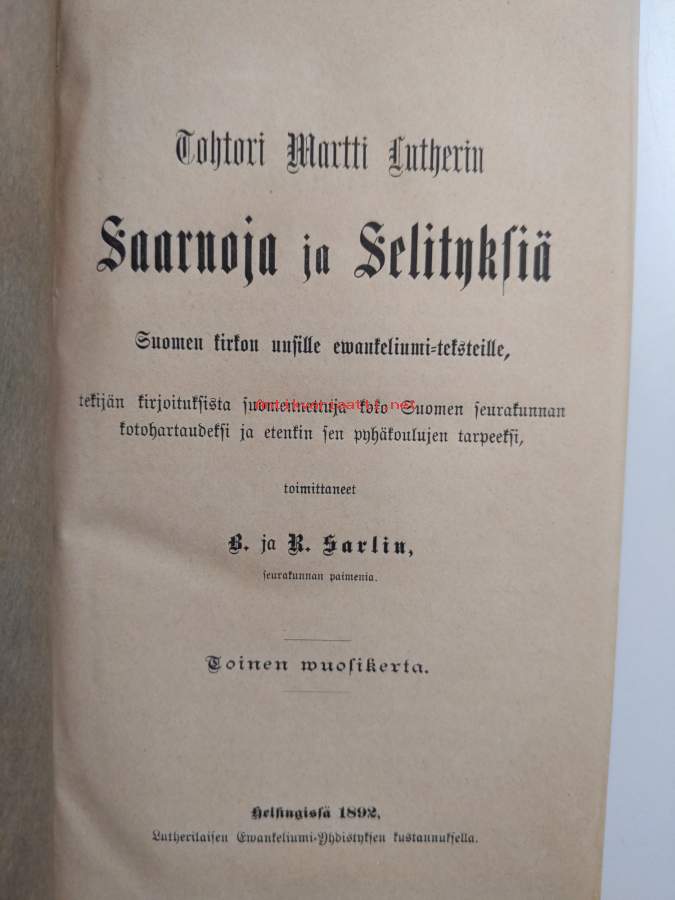 Tohtori Martti Lutherin
Saarnoja ja Selityksiä
Suomen kirkon uusille ewankeliumi-teksteille,
tekijän kirjoituksista suomennettuja koko Suomen seurakunnan
kotohartaudeksi ja etenkin sen pyhäkoulujen tarpeeksi,
toimittaneet
B. ja R. Sarlin,
seurakunnan paimenia.
Toinen wuosikerta.
Helsingissä 1892,
Lutherilaisen Ewankeliumi-Yhdistyksen kustannuksella.